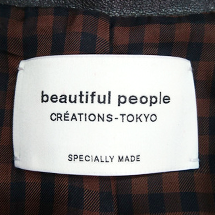 beautiful people
CRÉATIONS-TOKYO
SPECIALLY MADE